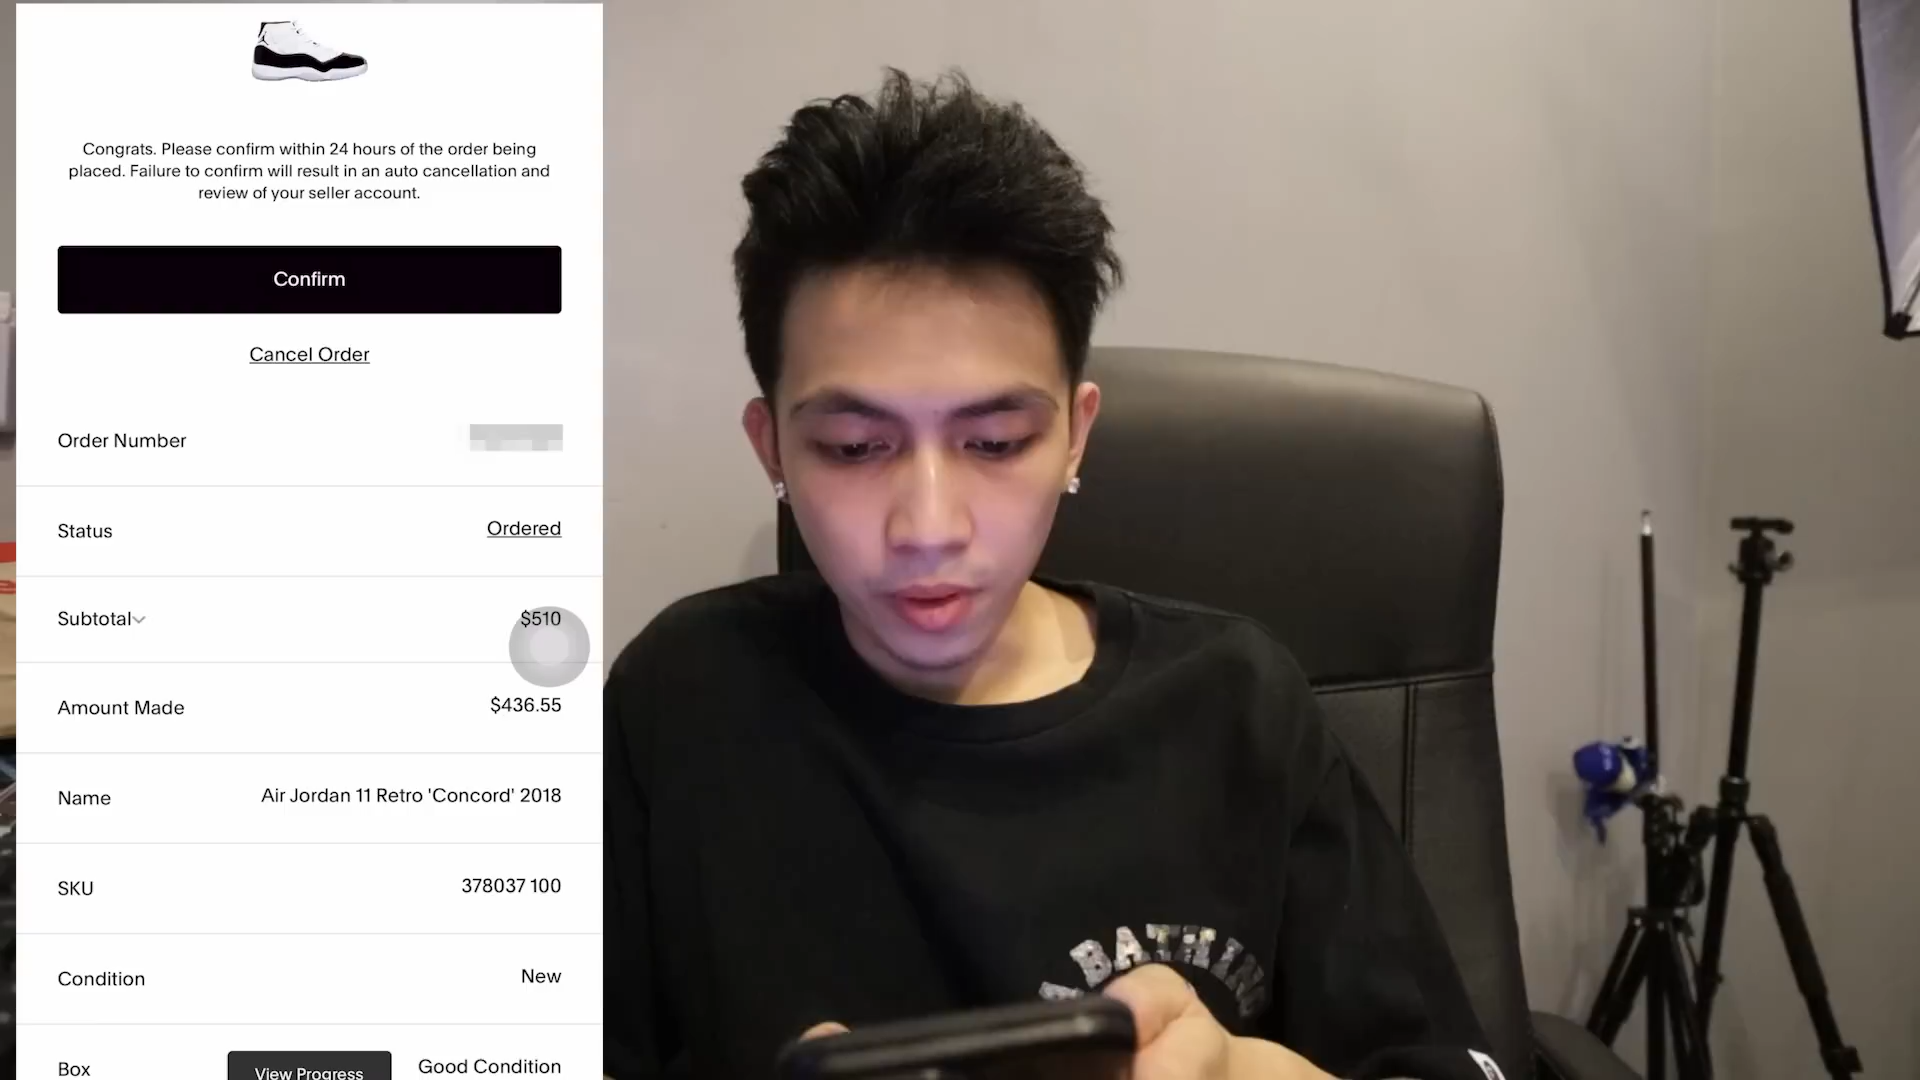 Congrats. Please confirm within 24 hours of the order being
placed. Failure to confirm will result in an auto cancellation and
review of your seller account.
Confirm
Cancel Order
Order Number
Status Ordered
Subtotal $510
Amount Made $436.55
Name Air Jordan 11 Retro 'Concord' 2018
SKU 378037 100
Condition New
Box Good Condition
View Progress
BATHING